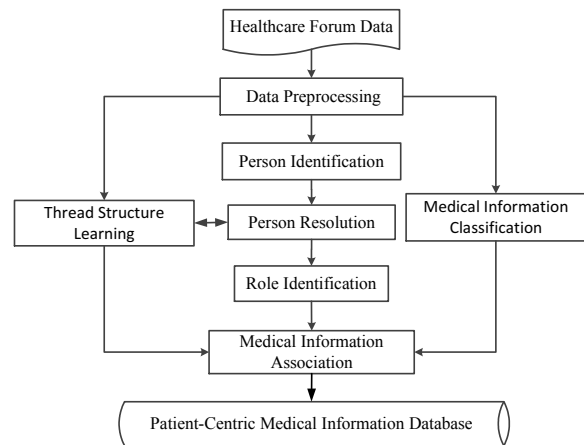 Healthcare Forum Data
Data Preprocessing
Person Identification
Thread Structure
Learning
Person Resolution
Medical Information
Classification
Role Identification
Medical Information
Association
Patient-Centric Medical Information Database